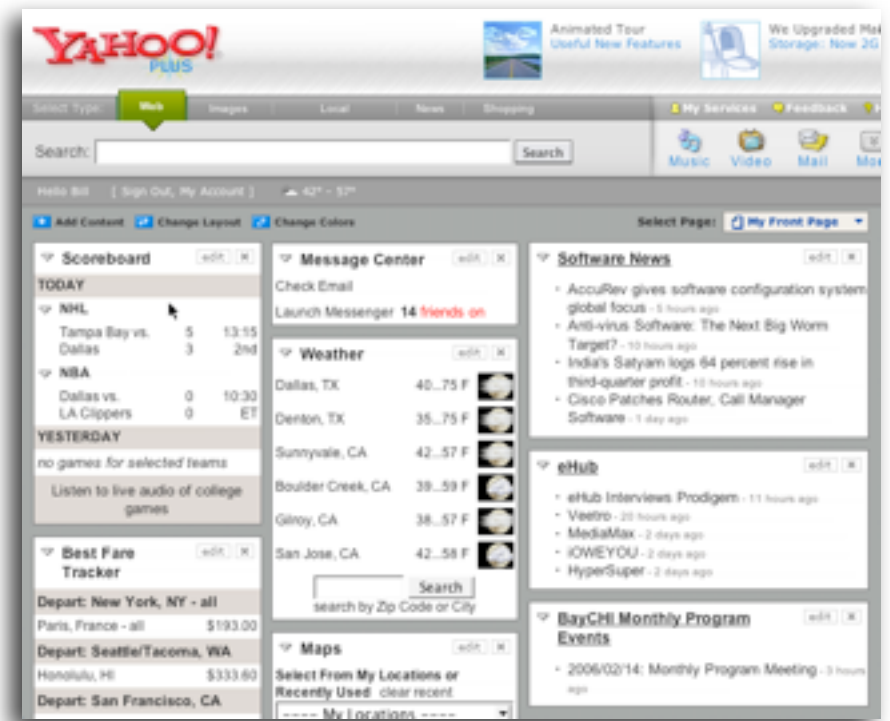 YAHOO!
PLUS
Animated Tour
Useful New Features
We Upgraded
Storage: Now 2G
Select Type:
Web
Images
Local
News
Shopping
My Services
Feedback
Search:
Search
Music
Video
Mail
Hello Bill [ Sign Out, My Account ] 42° - 57°
Add Content Change Layout Change Colors
Select Page: My Front Page
Scoreboard edit
TODAY
NHL
Tampa Bay vs. 5 13:15
Dallas 3 2nd
NBA
Dallas vs. 0 10:30
LA Clippers 0 ET
YESTERDAY
no games for selected teams
Listen to live audio of college
games
Best Fare edit
Tracker
Depart: New York, NY - all
Paris, France - all $193.00
Depart: Seattle/Tacoma, WA
Honolulu, HI $333.60
Depart: San Francisco, CA
Message Center edit
Check Email
Launch Messenger 14 friends on
Weather edit
Dallas, TX 40...75 F
Denton, TX 35...75 F
Sunnyvale, CA 42...57 F
Boulder Creek, CA 39...59 F
Gilroy, CA 38...57 F
San Jose, CA 42...58 F
Search
search by Zip Code or City
Maps edit
Select From My Locations or
Recently Used clear recent
---- My Locations ----
Software News edit
· AccuRev gives software configuration system
global focus - 5 hours ago
· Anti-virus Software: The Next Big Worm
Target? - 10 hours ago
· India's Satyam logs 64 percent rise in
third-quarter profit - 10 hours ago
· Cisco Patches Router, Call Manager
Software - 1 day ago
eHub edit
· eHub Interviews Prodigem - 11 hours ago
· Veetro - 20 hours ago
· MediaMax - 2 days ago
· iOWEYOU - 2 days ago
· HyperSuper - 2 days ago
BayCHI Monthly Program edit
Events
· 2006/02/14: Monthly Program Meeting - 3 hours
ago